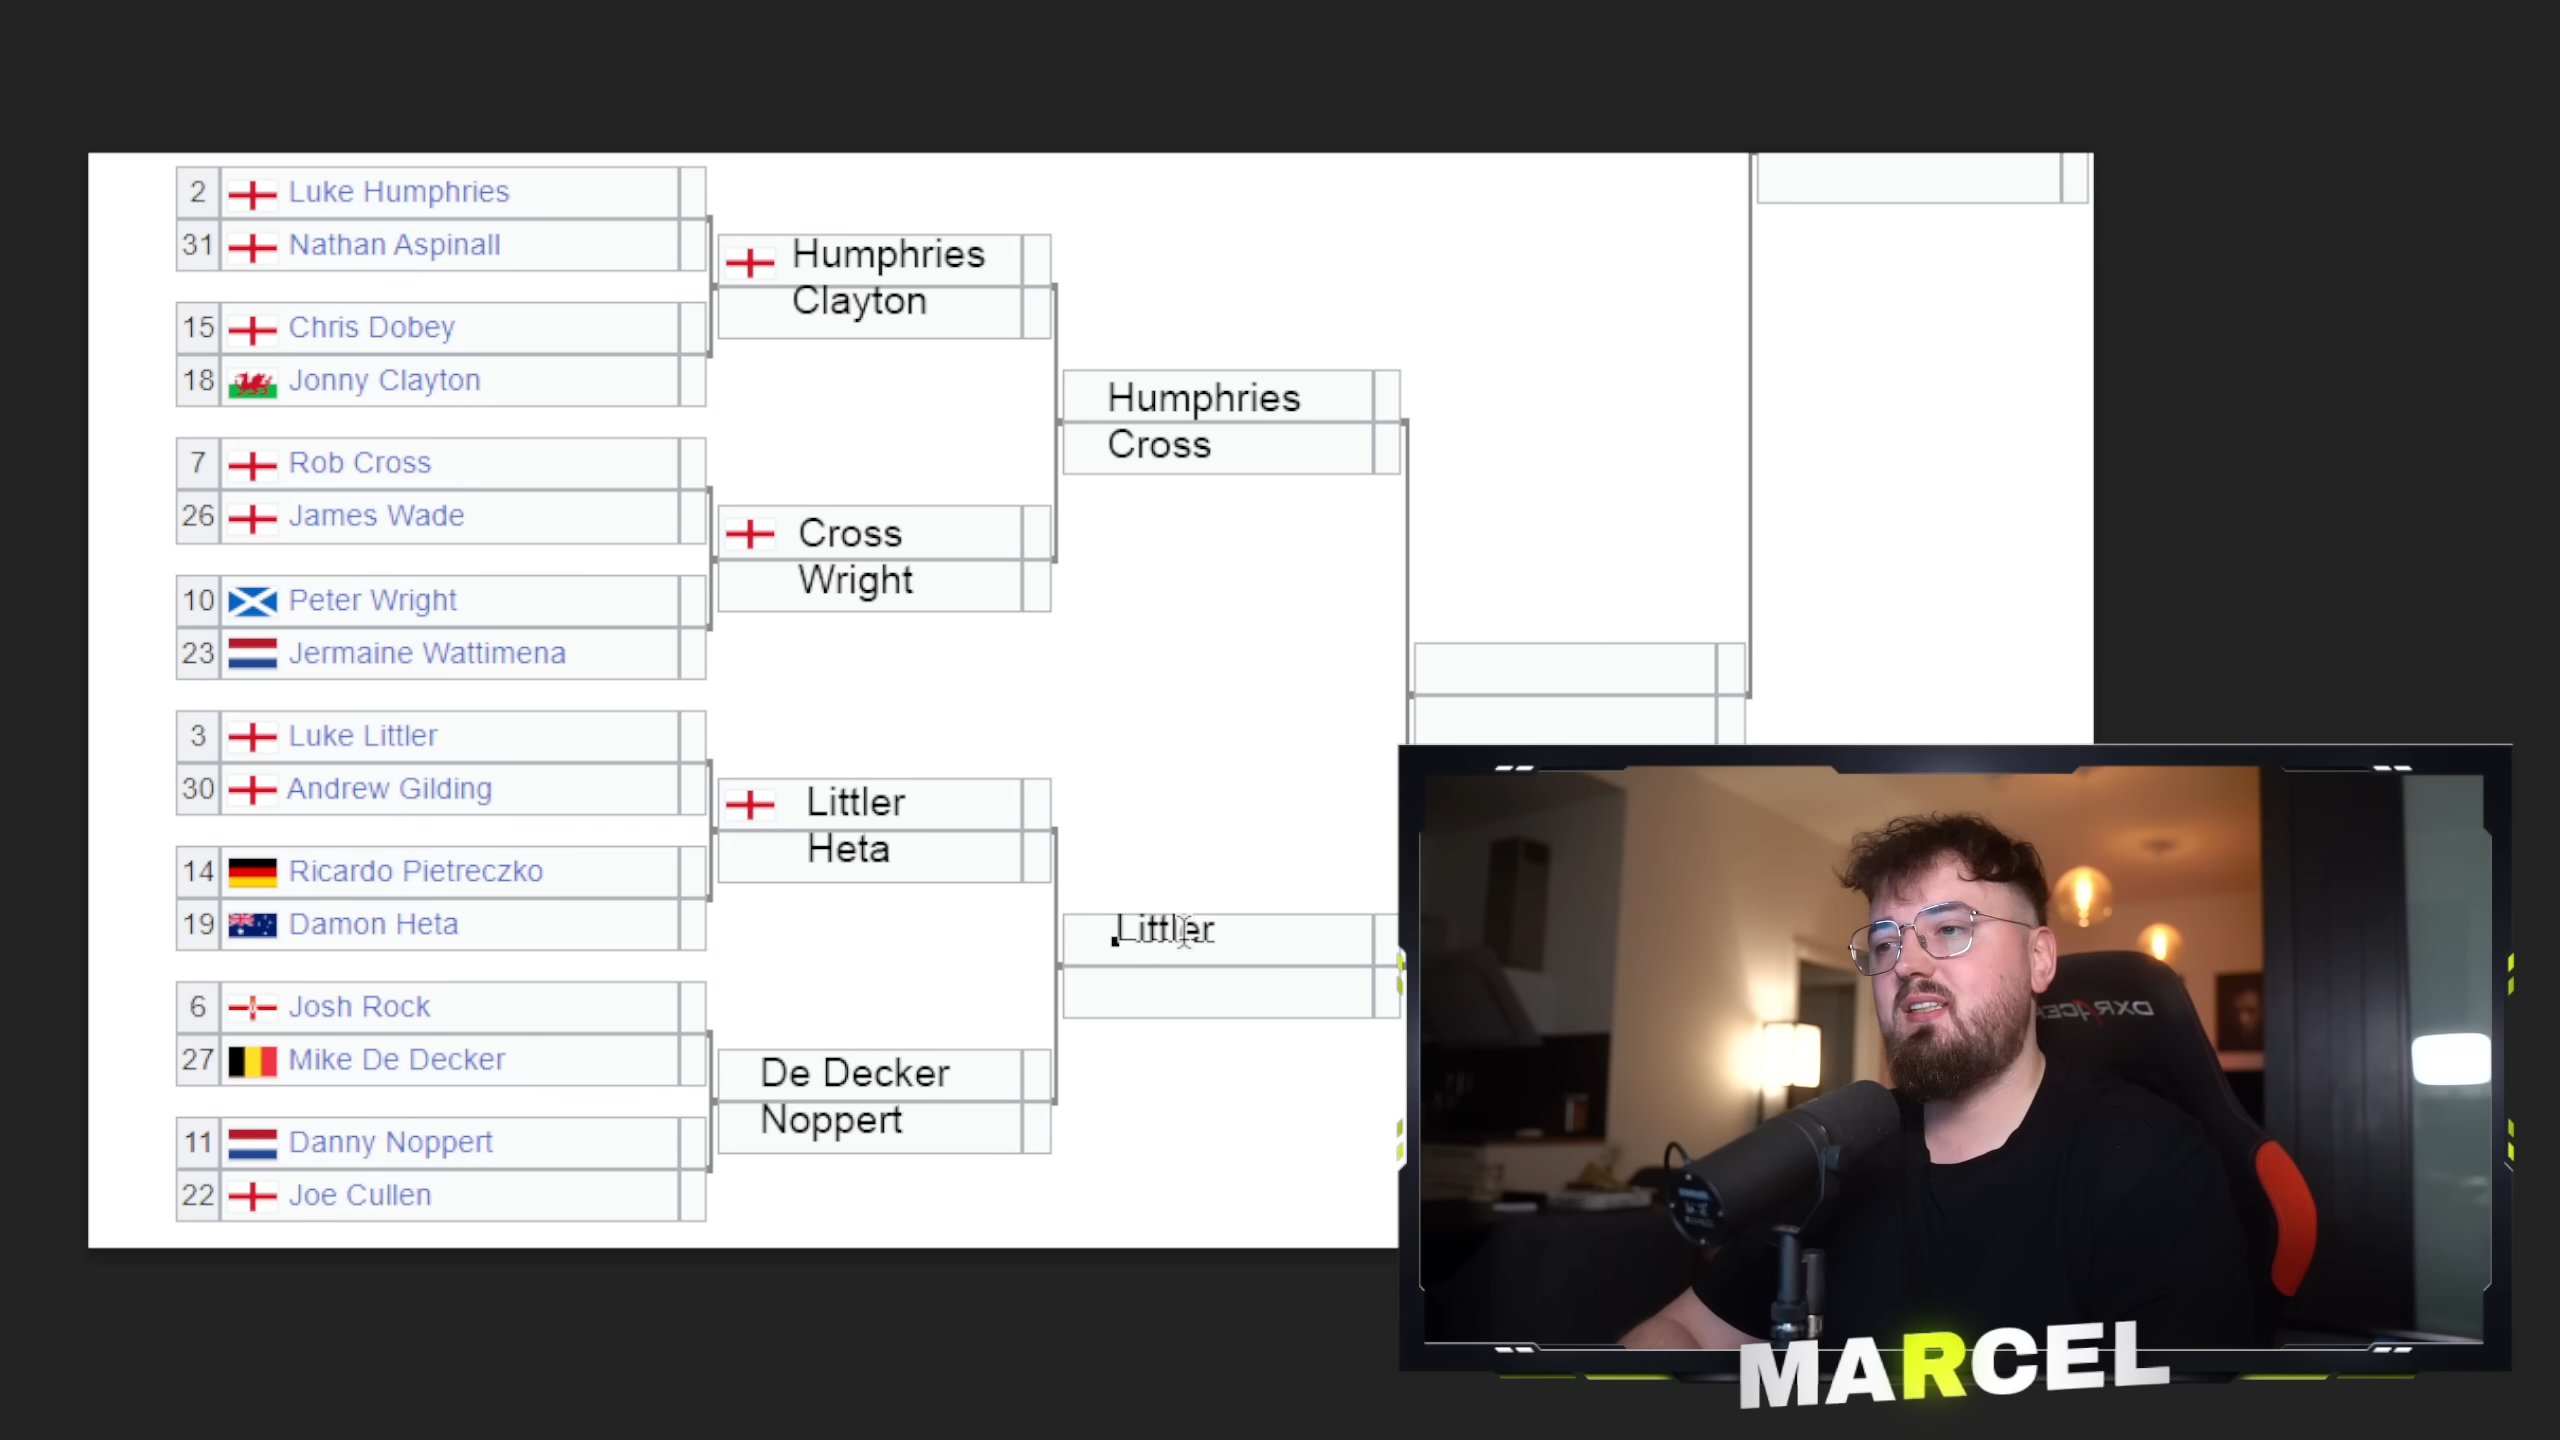 2 Luke Humphries
31 Nathan Aspinall
15 Chris Dobey
18 Jonny Clayton
7 Rob Cross
26 James Wade
10 Peter Wright
23 Jermaine Wattimena
3 Luke Littler
30 Andrew Gilding
14 Ricardo Pietreczko
19 Damon Heta
6 Josh Rock
27 Mike De Decker
11 Danny Noppert
22 Joe Cullen
Humphries
Clayton
Cross
Wright
Littler
Heta
De Decker
Noppert
Humphries
Cross
Littler
DXRACER
MARCEL